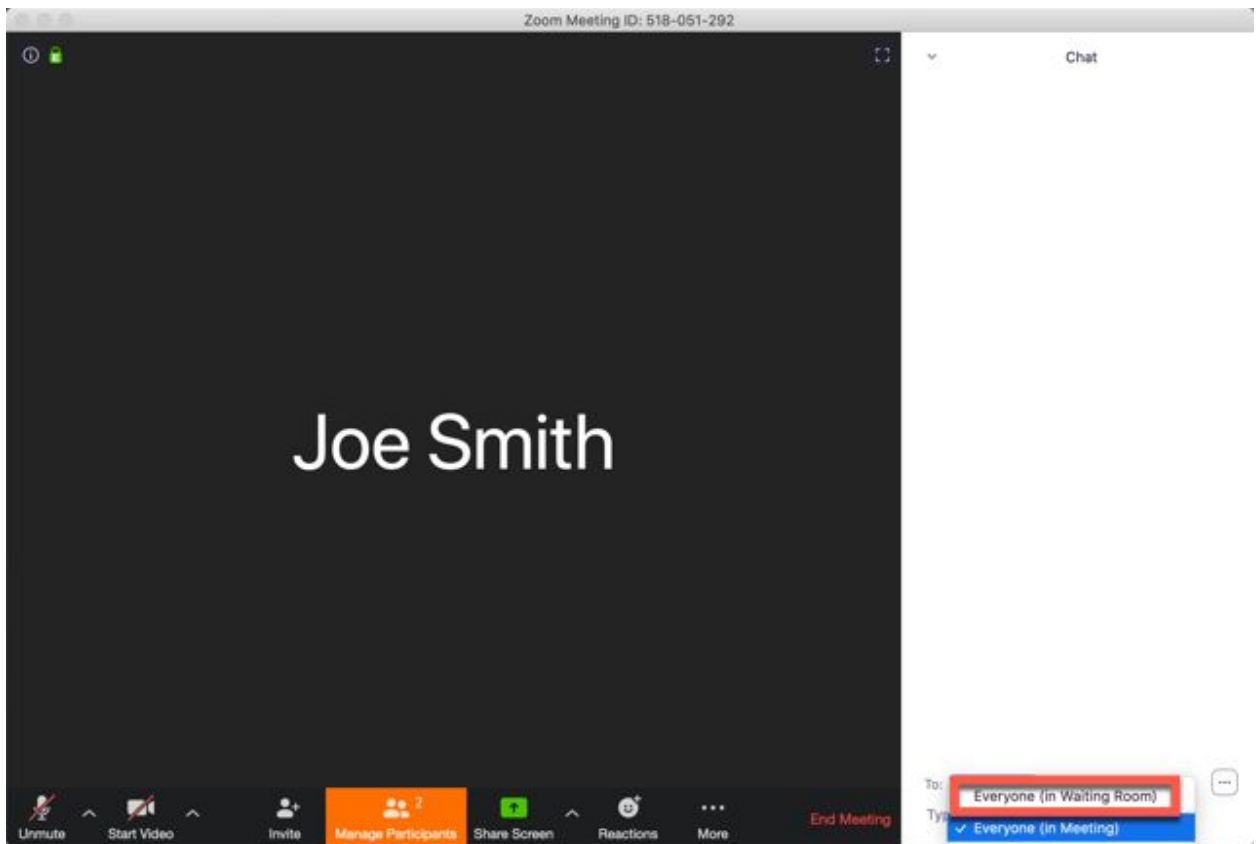 Zoom Meeting ID: 518-051-292
Chat
Joe Smith
To:
Everyone (in Waiting Room)
✓ Everyone (in Meeting)
2
Unmute Start Video Invite Manage Participants Share Screen Reactions More End Meeting